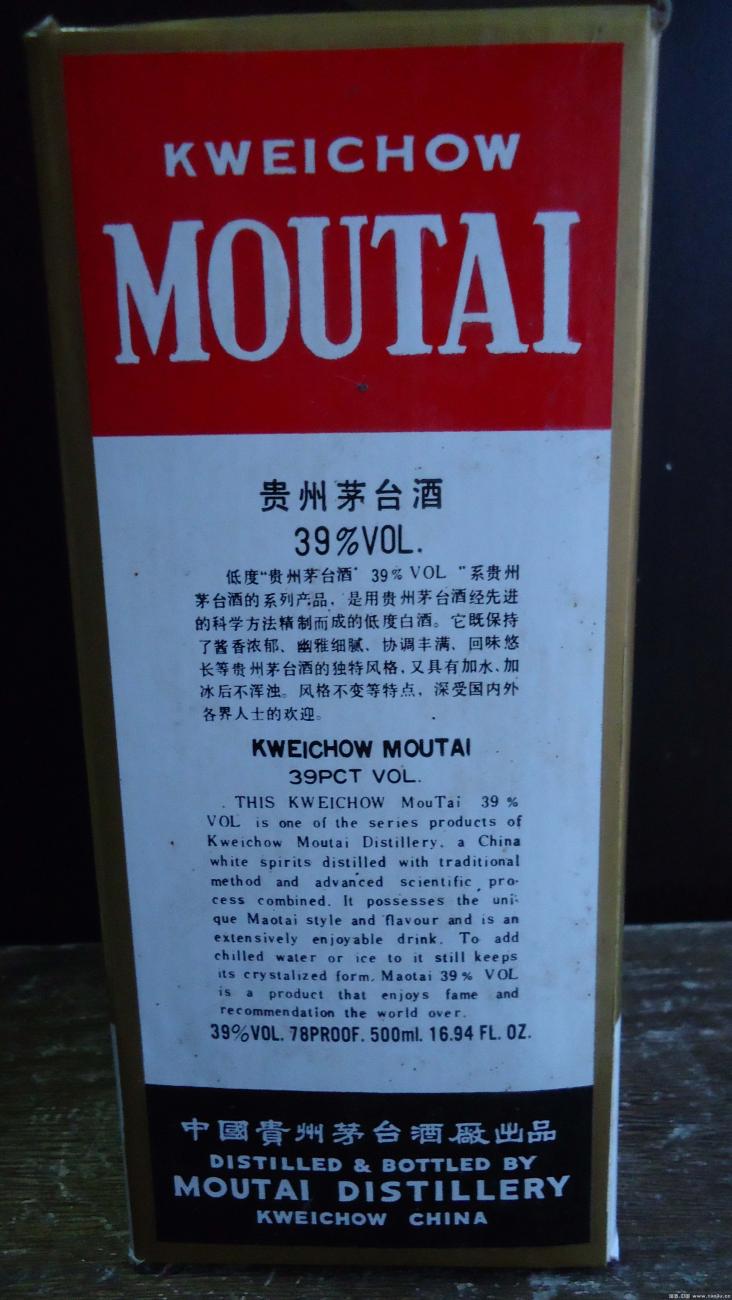 KWEICHOW
MOUTAI
贵州茅台酒
39%VOL.
低度“贵州茅台酒” 39% VOL ”系贵州
茅台酒的系列产品，是用贵州茅台酒经先进
的科学方法精制而成的低度白酒。它既保持
了酱香浓郁、幽雅细腻、协调丰满、回味悠
长等贵州茅台酒的独特风格，又具有加水、加
冰后不浑浊。风格不变等特点，深受国内外
各界人士的欢迎。
KWEICHOW MOUTAI
39PCT VOL.
THIS KWEICHOW MouTai 39 %
VOL is one of the series products of
Kweichow Moutai Distillery, a China
white spirits distilled with traditional
method and advanced scientific pro-
cess combined. It possesses the uni-
que Maotai style and flavour and is an
extensively enjoyable drink. To add
chilled water or ice to it still keeps
its crystalized form. Maotai 39% VOL
is a product that enjoys fame and
recommendation the world over.
39%VOL. 78PROOF. 500ml. 16.94 FL. OZ.
中國貴州茅台酒廠出品
DISTILLED & BOTTLED BY
MOUTAI DISTILLERY
KWEICHOW CHINA